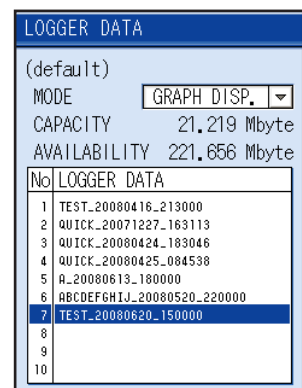 LOGGER DATA
(default)
MODE GRAPH DISP.
CAPACITY 21.219 Mbyte
AVAILABILITY 221.656 Mbyte
No LOGGER DATA
1 TEST_20080416_213000
2 QUICK_20071227_163113
3 QUICK_20080424_183046
4 QUICK_20080425_084538
5 A_20080613_180000
6 ABCDEFGHIJ_20080520_220000
7 TEST_20080620_150000
8
9
10